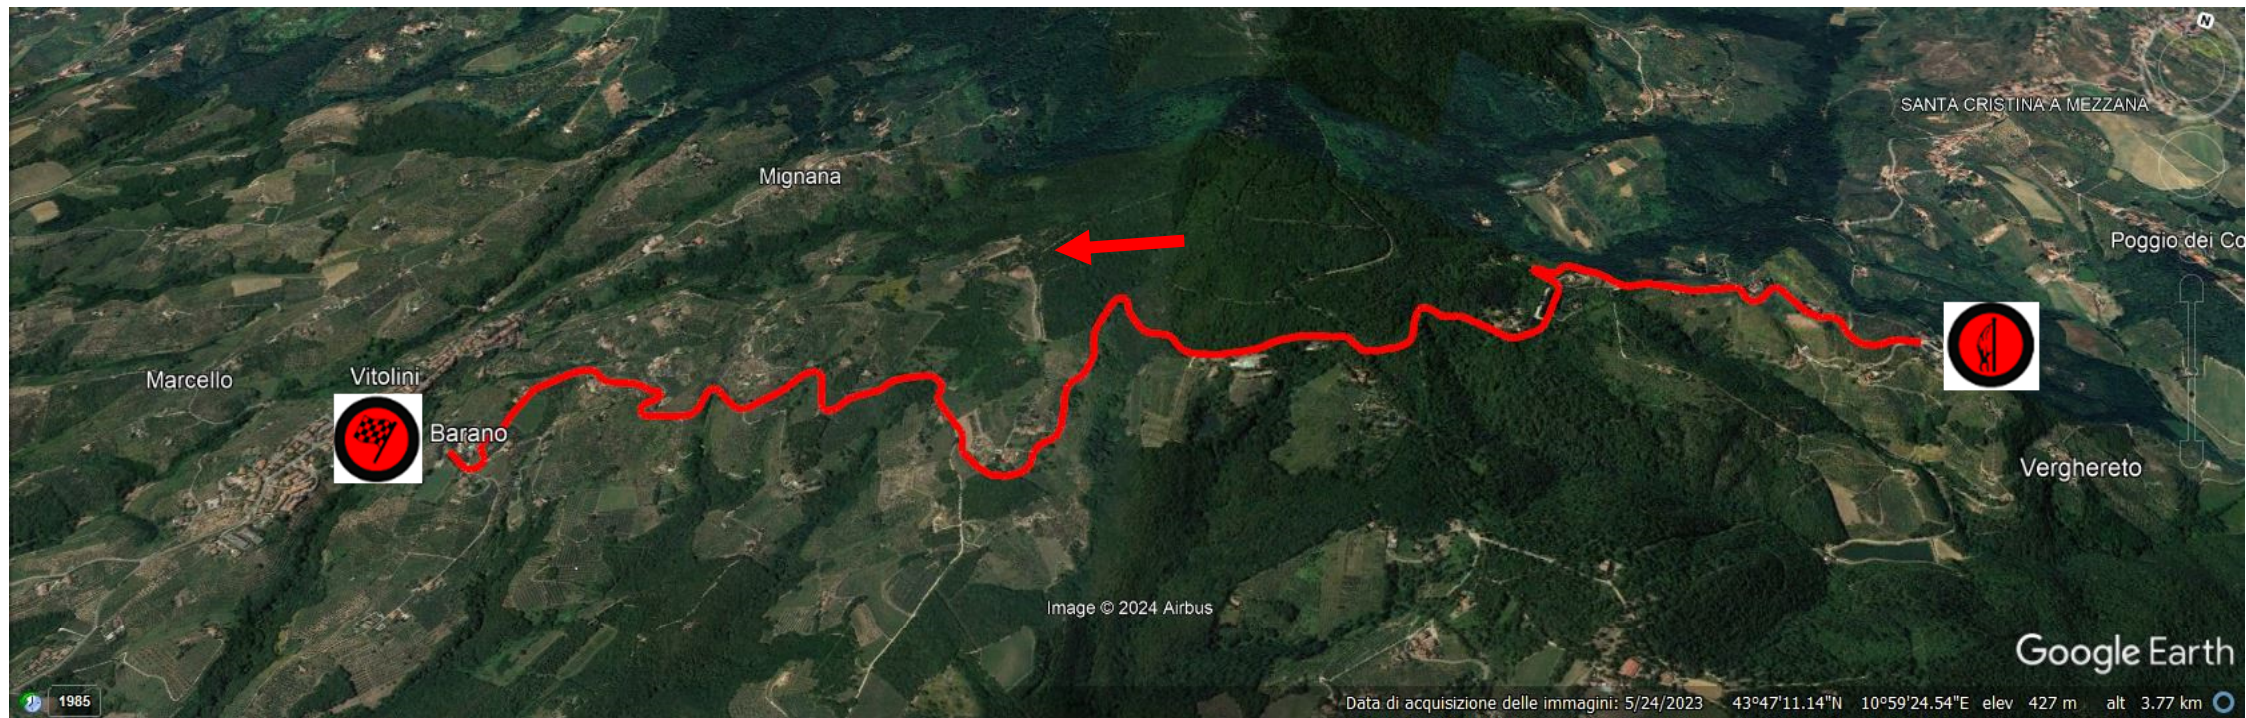 N
SANTA CRISTINA A MEZZANA
Mignana
Poggio dei Co
Marcello
Vitolini
Barano
Verghereto
Image © 2024 Airbus
Google Earth
1985
Data di acquisizione delle immagini: 5/24/2023 43°47'11.14"N 10°59'24.54"E elev 427 m alt 3.77 km